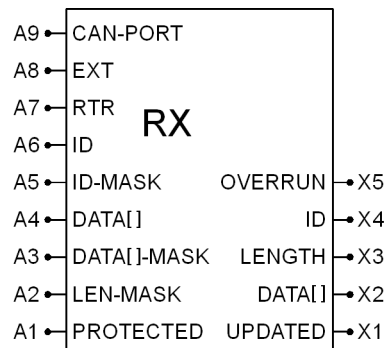 A9 CAN-PORT
A8 EXT
A7 RTR
RX
A6 ID
A5 ID-MASK OVERRUN X5
A4 DATA[] ID X4
A3 DATA[]-MASK LENGTH X3
A2 LEN-MASK DATA[] X2
A1 PROTECTED UPDATED X1